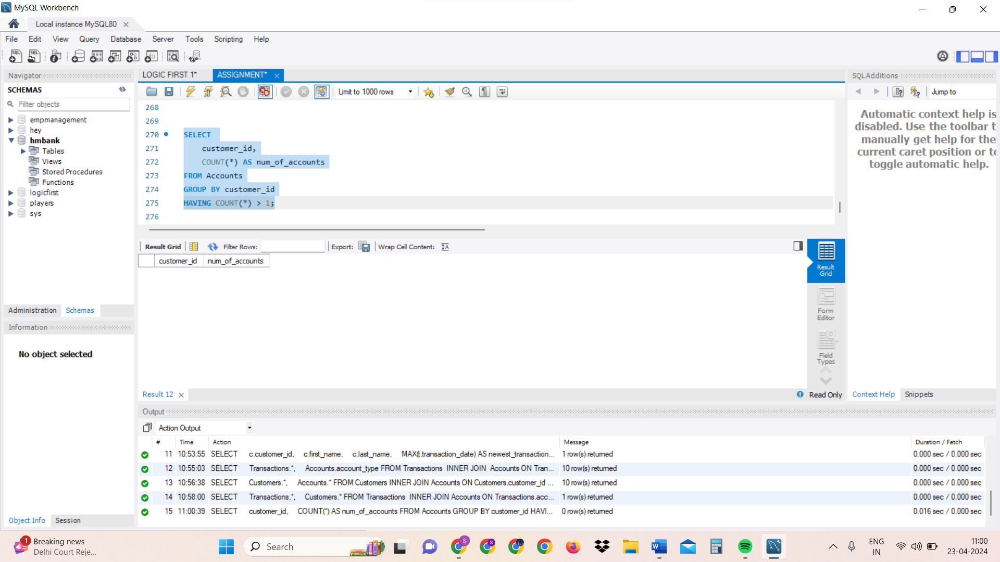 MySQL Workbench
Local instance MySQL80
File Edit View Query Database Server Tools Scripting Help
Navigator
SCHEMAS
Filter objects
empmanagement
hey
hmbank
Tables
Views
Stored Procedures
Functions
logicfirst
players
sys
Administration Schemas
Information
No object selected
Object Info Session
LOGIC FIRST 1* ASSIGNMENT*
Limit to 1000 rows
268
269
270 SELECT
271 customer_id,
272 COUNT(*) AS num_of_accounts
273 FROM Accounts
274 GROUP BY customer_id
275 HAVING COUNT(*) > 1;
276
Result Grid Filter Rows: Export: Wrap Cell Content:
customer_id num_of_accounts
Result Grid
Form Editor
Field Types
Result 12
Read Only
SQLAdditions
Jump to
Automatic context help is
disabled. Use the toolbar t
manually get help for the
current caret position or to
toggle automatic help.
Context Help Snippets
Output
Action Output
# Time Action Message Duration / Fetch
11 10:53:55 SELECT c.customer_id, c.first_name, c.last_name, MAX(t.transaction_date) AS newest_transaction... 1 row(s) returned 0.000 sec / 0.000 sec
12 10:55:03 SELECT Transactions.*, Accounts.account_type FROM Transactions INNER JOIN Accounts ON Tran... 10 row(s) returned 0.000 sec / 0.000 sec
13 10:56:38 SELECT Customers.*, Accounts.* FROM Customers INNER JOIN Accounts ON Customers.customer_id ... 10 row(s) returned 0.000 sec / 0.000 sec
14 10:58:00 SELECT Transactions.*, Customers.* FROM Transactions INNER JOIN Accounts ON Transactions.acc... 1 row(s) returned 0.000 sec / 0.000 sec
15 11:00:39 SELECT customer_id, COUNT(*) AS num_of_accounts FROM Accounts GROUP BY customer_id HAVI... 0 row(s) returned 0.016 sec / 0.000 sec
1
Breaking news
Delhi Court Reje...
Search
ENG
IN
11:00
23-04-2024